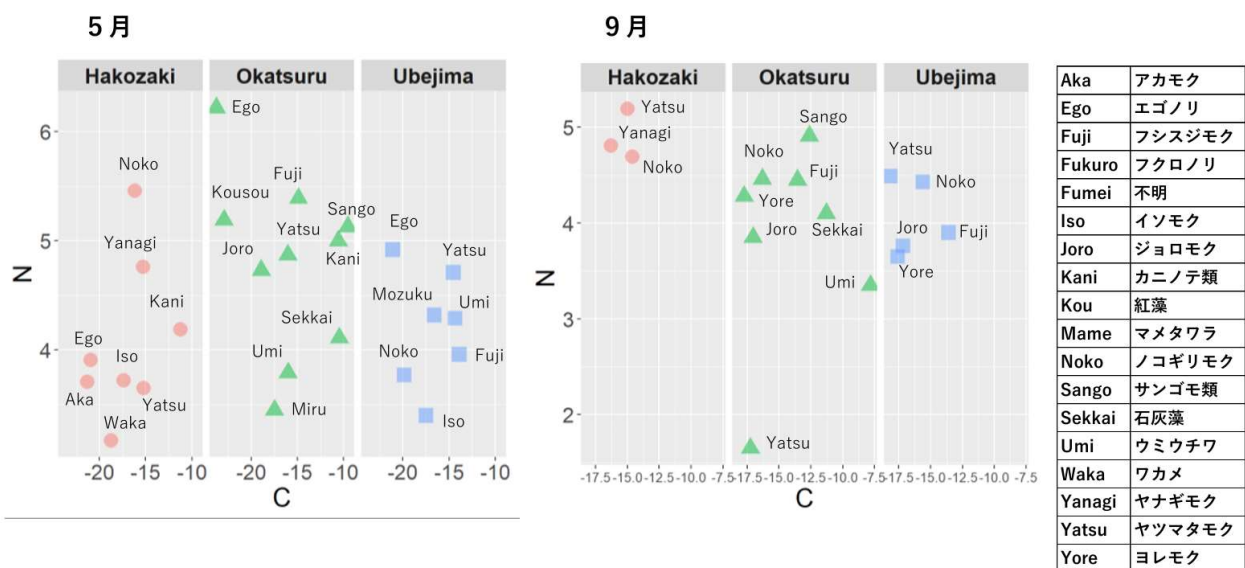 5月
9月
Hakozaki
Okatsuru
Ubejima
6
5
4
N
Ego
Noko
Fuji
Kousou
Sango
Yatsu
Ego
Yanagi
Joro
Kani
Yatsu
Kani
Mozuku
Umi
Sekkai
Ego
Iso
Umi
Noko
Fuji
Aka
Yatsu
Miru
Iso
Waka
-20 -15 -10 -20 -15 -10 -20 -15 -10
C
Hakozaki
Okatsuru
Ubejima
5
4
3
2
N
Yatsu
Sango
Yanagi
Noko
Yatsu
Noko
Fuji
Noko
Yore
Joro
Sekkai
Joro
Fuji
Yore
Umi
Yatsu
-17.5-15.0-12.5-10.0 -7.5-17.5-15.0-12.5-10.0 -7.5-17.5-15.0-12.5-10.0 -7.5
C
Aka アカモク
Ego エゴノリ
Fuji フシスジモク
Fukuro フクロノリ
Fumei 不明
Iso イソモク
Joro ジョロモク
Kani カニノテ類
Kou 紅藻
Mame マメタワラ
Noko ノコギリモク
Sango サンゴモ類
Sekkai 石灰藻
Umi ウミウチワ
Waka ワカメ
Yanagi ヤナギモク
Yatsu ヤツマタモク
Yore ヨレモク